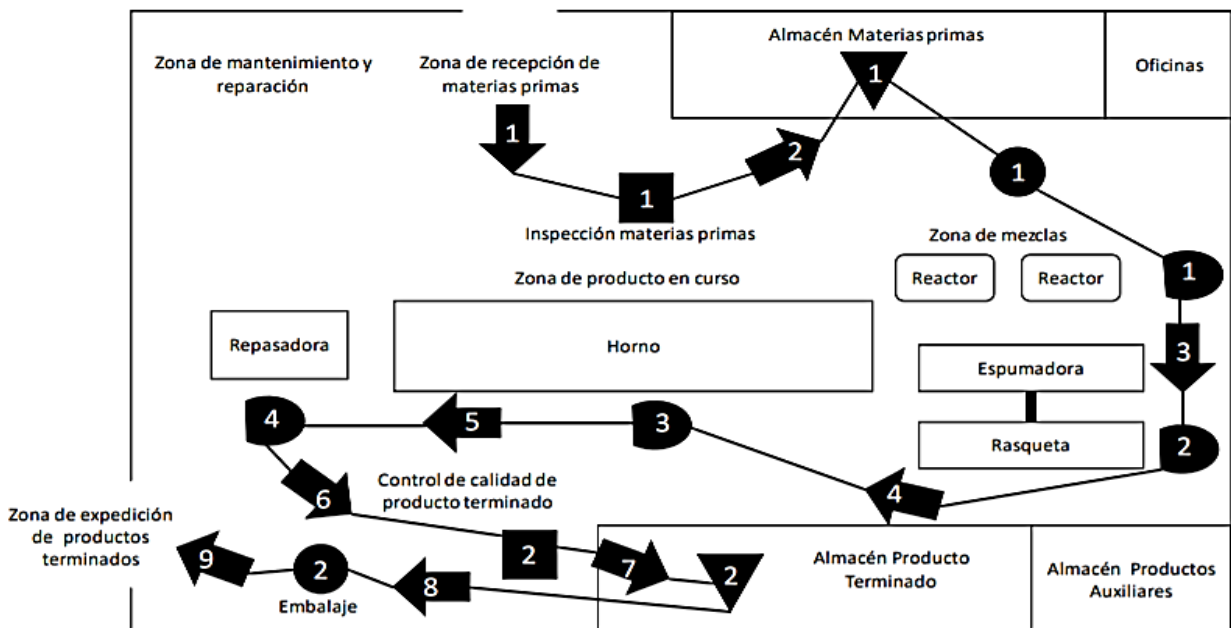 Zona de mantenimiento y
reparación
Zona de recepción de
materias primas
Almacén Materias primas
Oficinas
1
1
2
1
1
Inspección materias primas
Zona de mezclas
1
Reactor
Reactor
Zona de producto en curso
Repasadora
Horno
3
Espumadora
4
5
3
Rasqueta
2
4
6
Control de calidad de
producto terminado
Zona de expedición
de productos
terminados
9
2
8
Embalaje
2
7
2
Almacén Producto
Terminado
Almacén Productos
Auxiliares